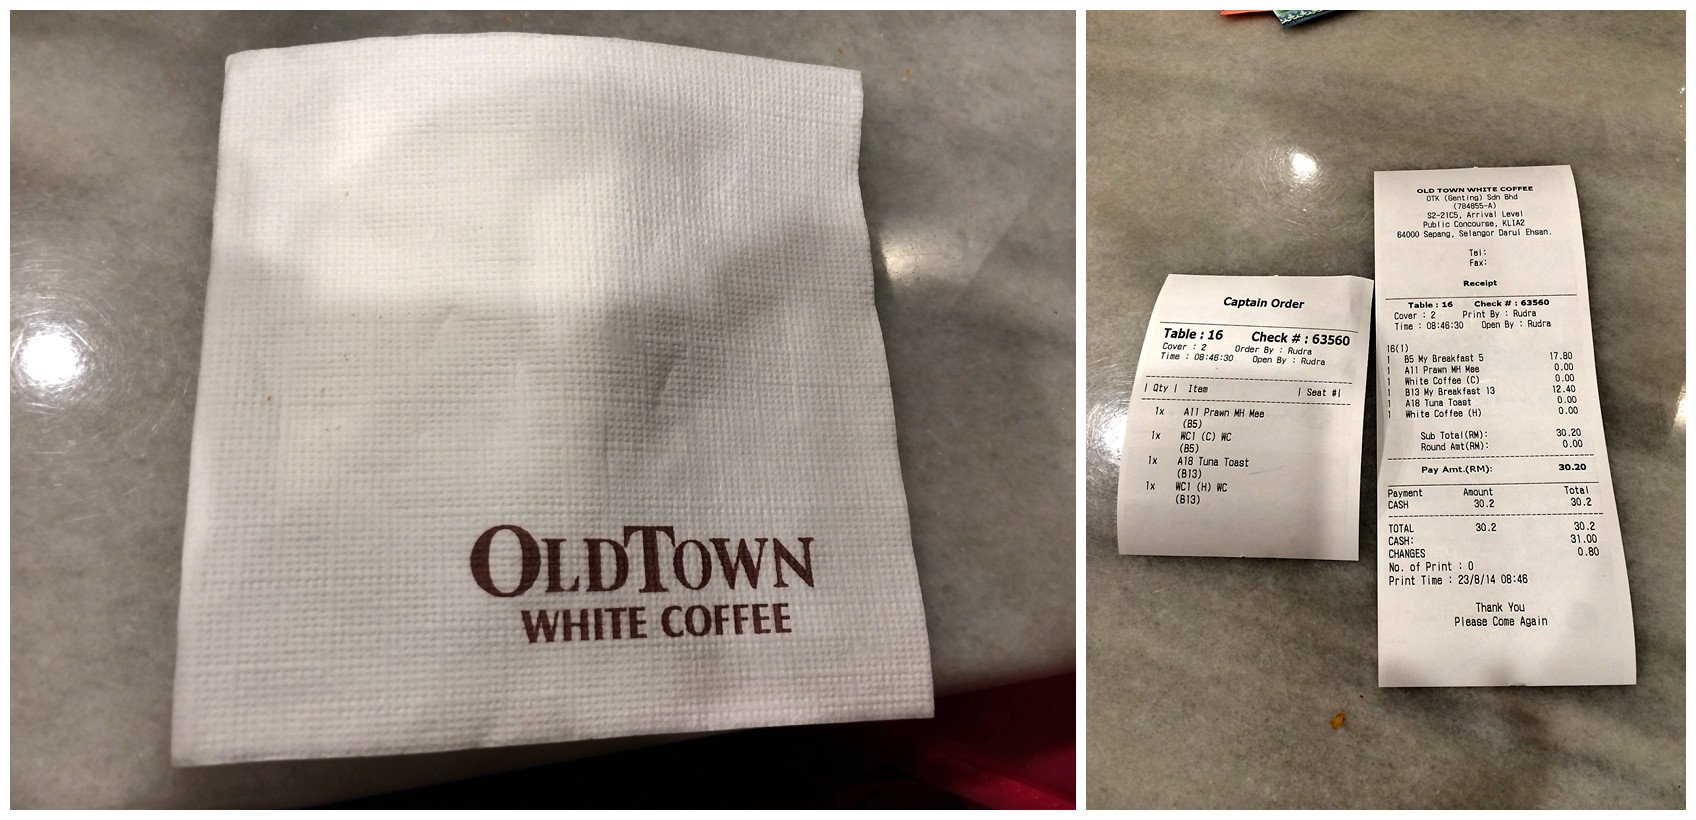 OLDTOWN
WHITE COFFEE
Captain Order
Table : 16 Check # : 63560
Cover : 2 Order By : Rudra
Time : 08:46:30 Open By : Rudra
| Qty | Item | Seat #|
1x A11 Prawn MH Mee
(B5)
1x WC1 (C) WC
(B5)
1x A18 Tuna Toast
(B13)
1x WC1 (H) WC
(B13)
OLD TOWN WHITE COFFEE
OTK (Genting) Sdn Bhd
(784855-A)
S2-21C5, Arrival Level
Public Concourse, KLIA2
64000 Sepang, Selangor Darul Ehsan.
Tel:
Fax:
Receipt
Table : 16 Check # : 63560
Cover : 2 Print By : Rudra
Time : 08:46:30 Open By : Rudra
16(1)
1 B5 My Breakfast 5 17.80
1 A11 Prawn MH Mee 0.00
1 White Coffee (C) 0.00
1 B13 My Breakfast 13 12.40
1 A18 Tuna Toast 0.00
1 White Coffee (H) 0.00
Sub Total(RM): 30.20
Round Amt(RM): 0.00
Pay Amt.(RM): 30.20
Payment Amount Total
CASH 30.2 30.2
TOTAL 30.2 30.2
CASH: 31.00
CHANGES 0.80
No. of Print : 0
Print Time : 23/8/14 08:46
Thank You
Please Come Again